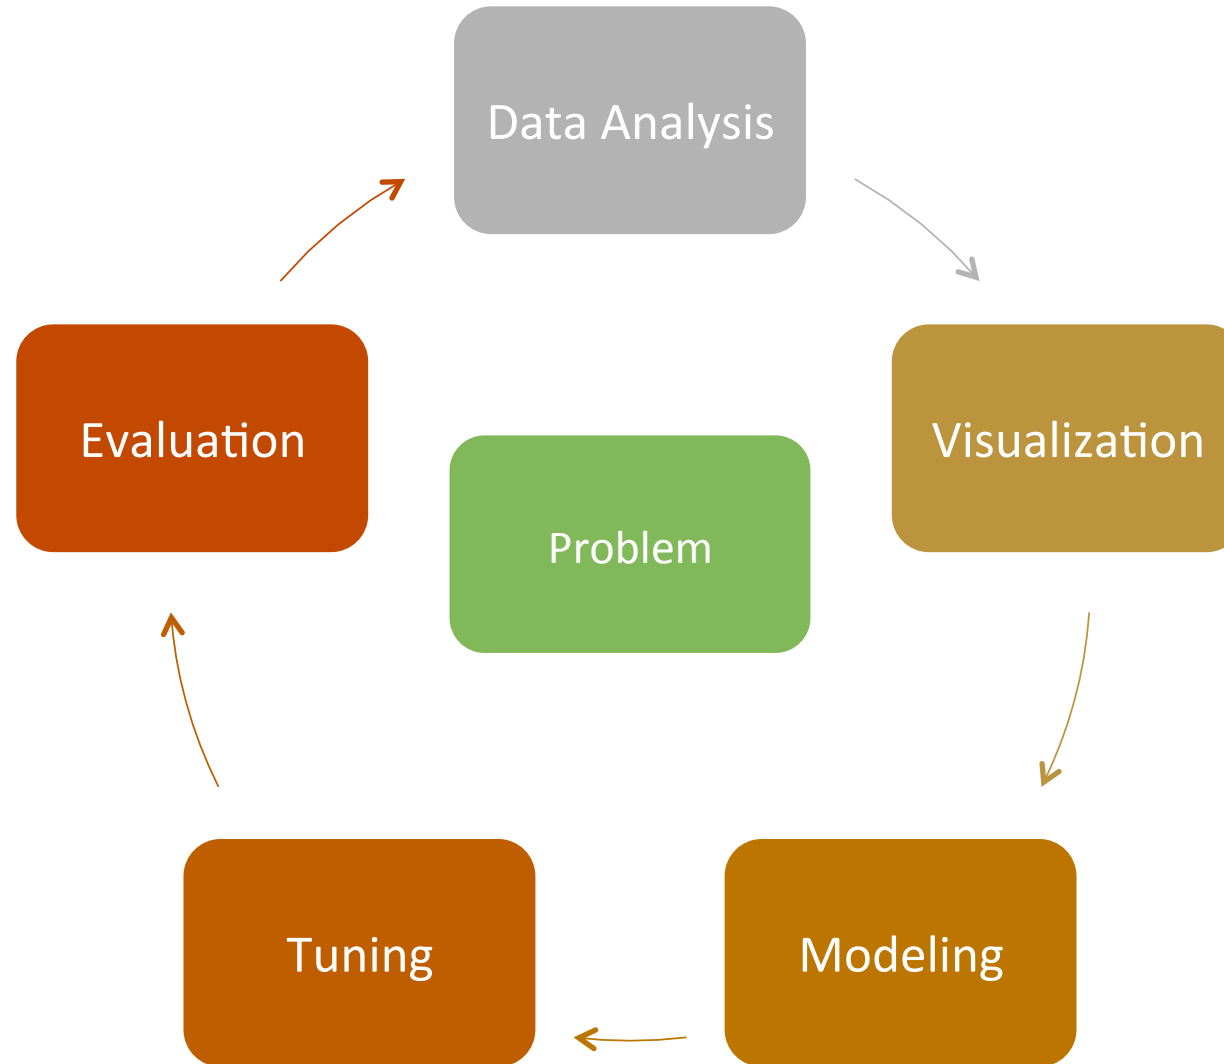 Data Analysis
Evaluation
Visualization
Problem
Tuning
Modeling